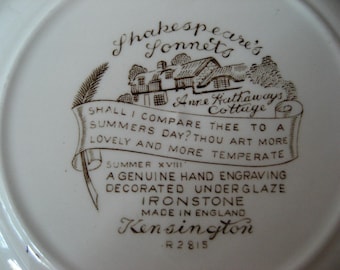 Shakespeare's
Sonnets
Anne Hathaways
Cottage
SHALL I COMPARE THEE TO A
SUMMERS DAY? THOU ART MORE
LOVELY AND MORE TEMPERATE
SUMMER XVIII
A GENUINE HAND ENGRAVING
DECORATED UNDERGLAZE
IRONSTONE
MADE IN ENGLAND
Kensington
R2815